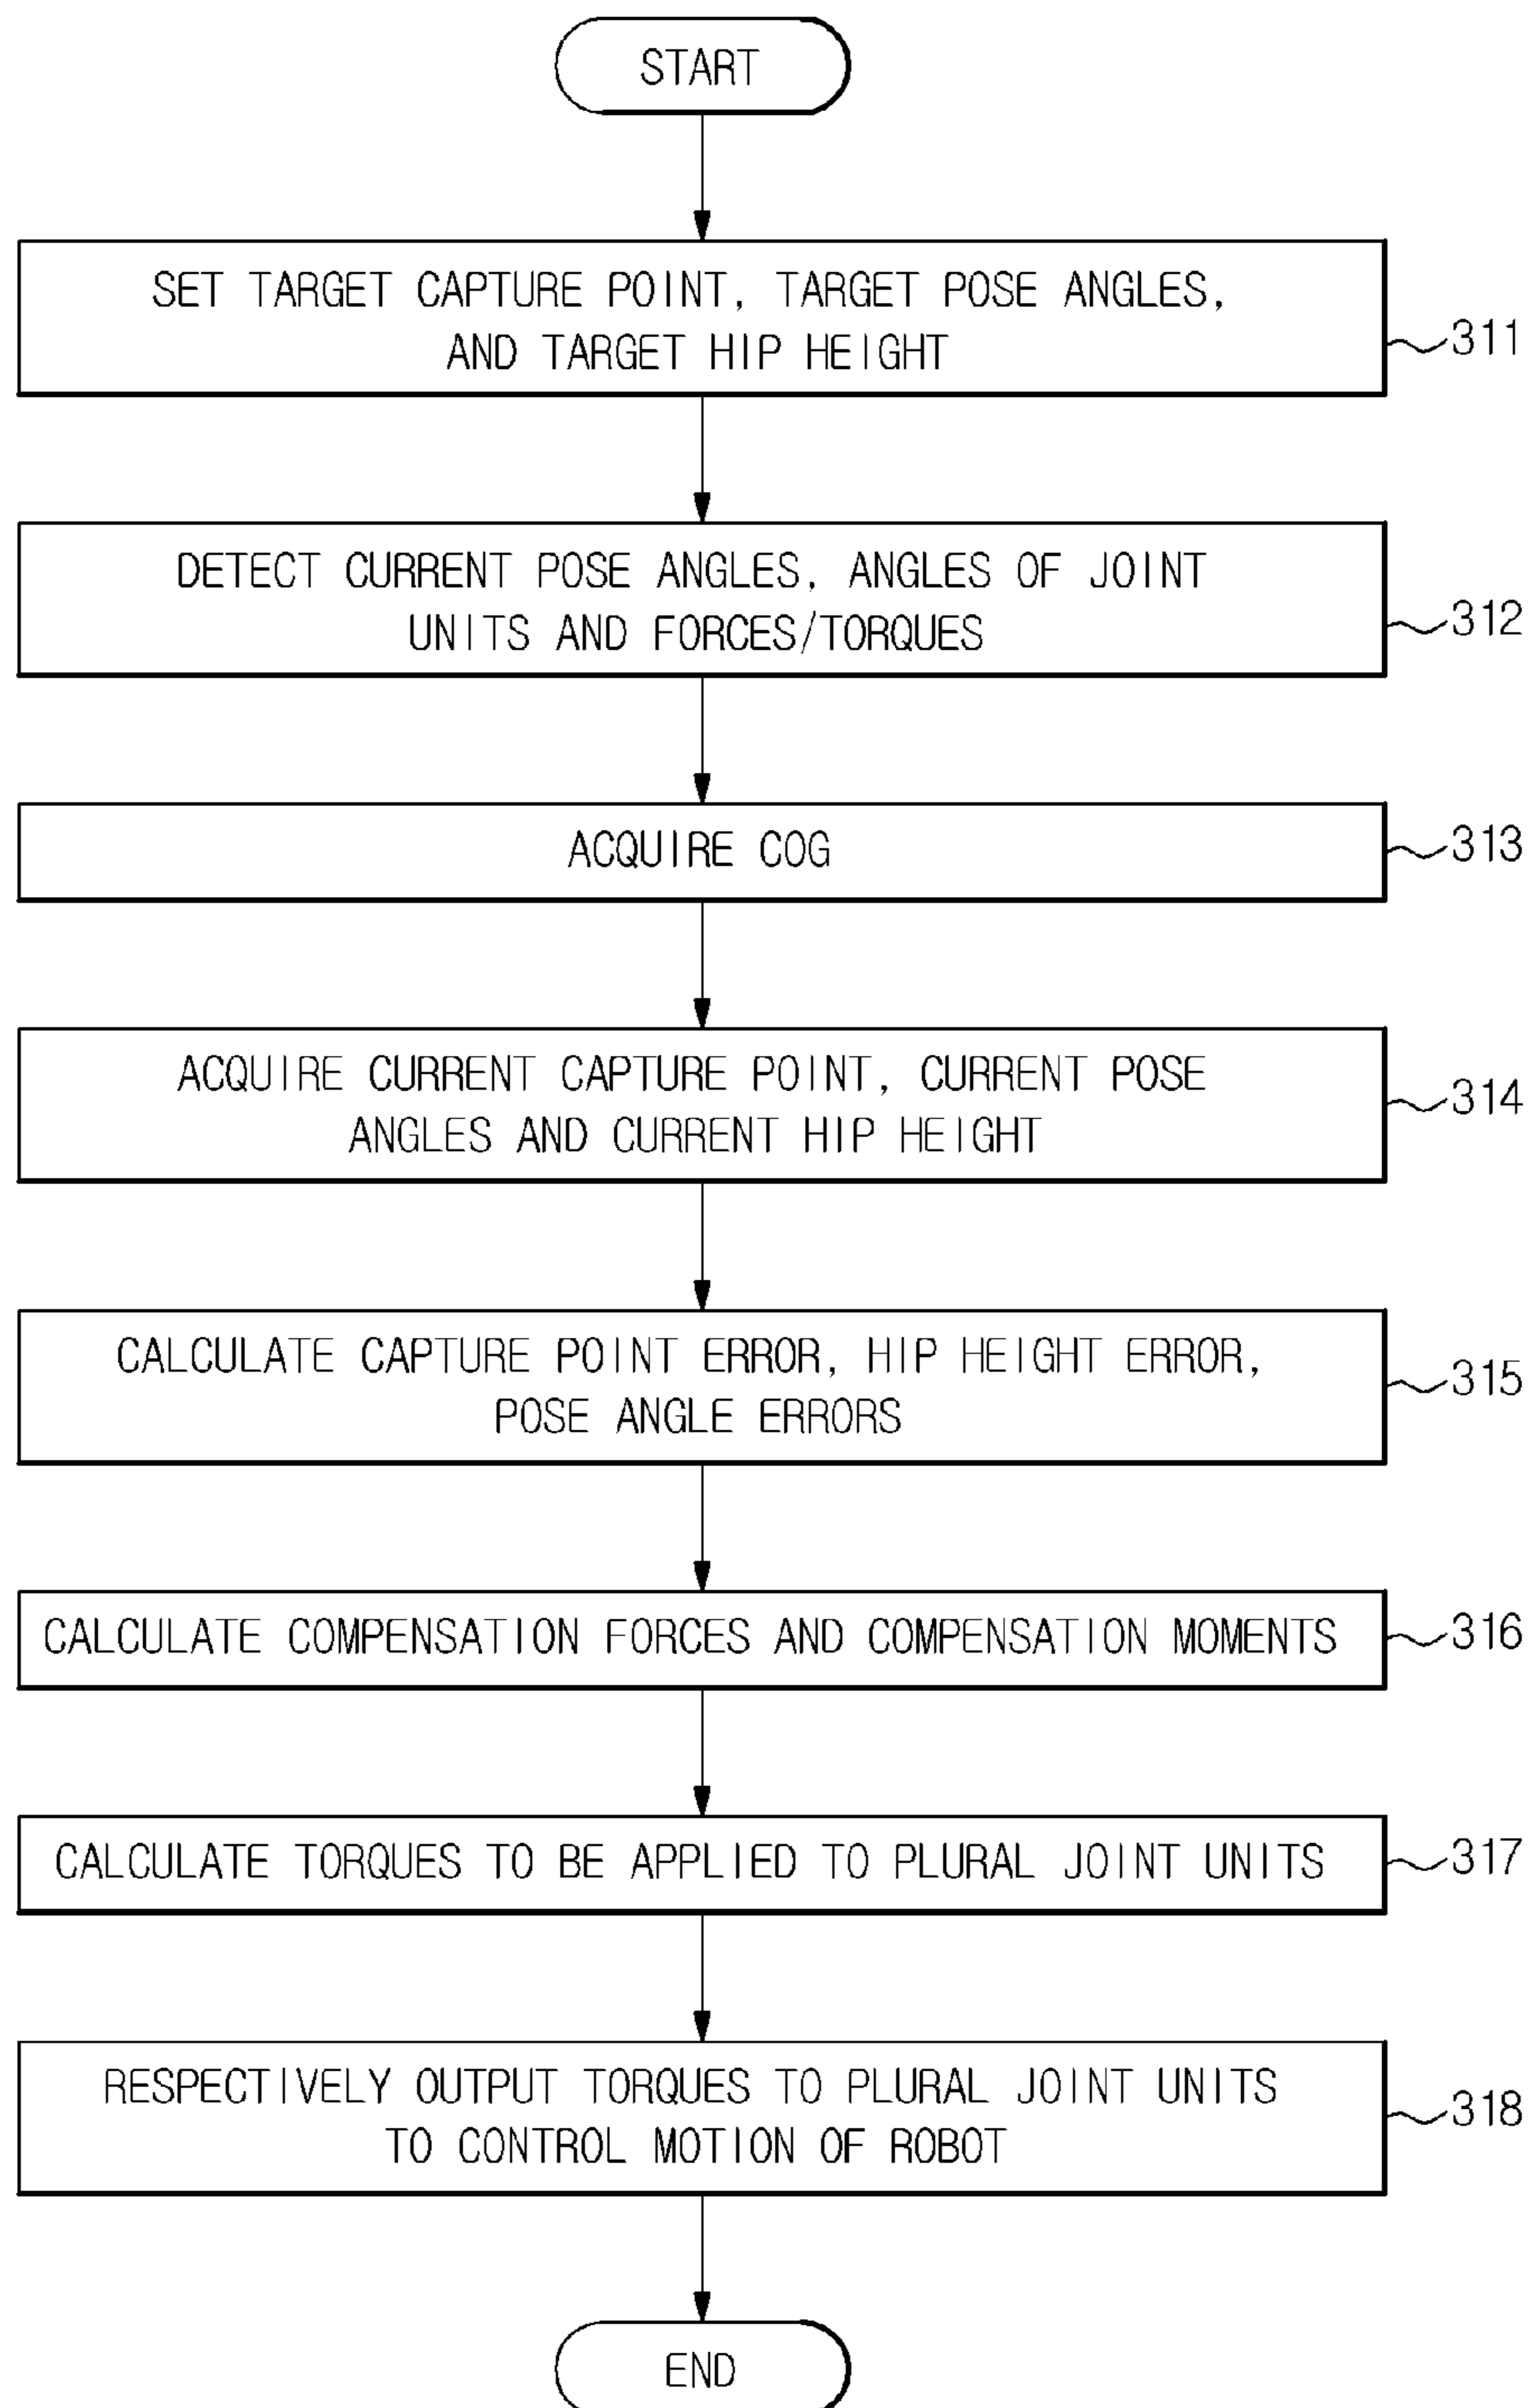 START
SET TARGET CAPTURE POINT, TARGET POSE ANGLES,
AND TARGET HIP HEIGHT
311
DETECT CURRENT POSE ANGLES, ANGLES OF JOINT
UNITS AND FORCES/TORQUES
312
ACQUIRE COG
313
ACQUIRE CURRENT CAPTURE POINT, CURRENT POSE
ANGLES AND CURRENT HIP HEIGHT
314
CALCULATE CAPTURE POINT ERROR, HIP HEIGHT ERROR,
POSE ANGLE ERRORS
315
CALCULATE COMPENSATION FORCES AND COMPENSATION MOMENTS
316
CALCULATE TORQUES TO BE APPLIED TO PLURAL JOINT UNITS
317
RESPECTIVELY OUTPUT TORQUES TO PLURAL JOINT UNITS
TO CONTROL MOTION OF ROBOT
318
END